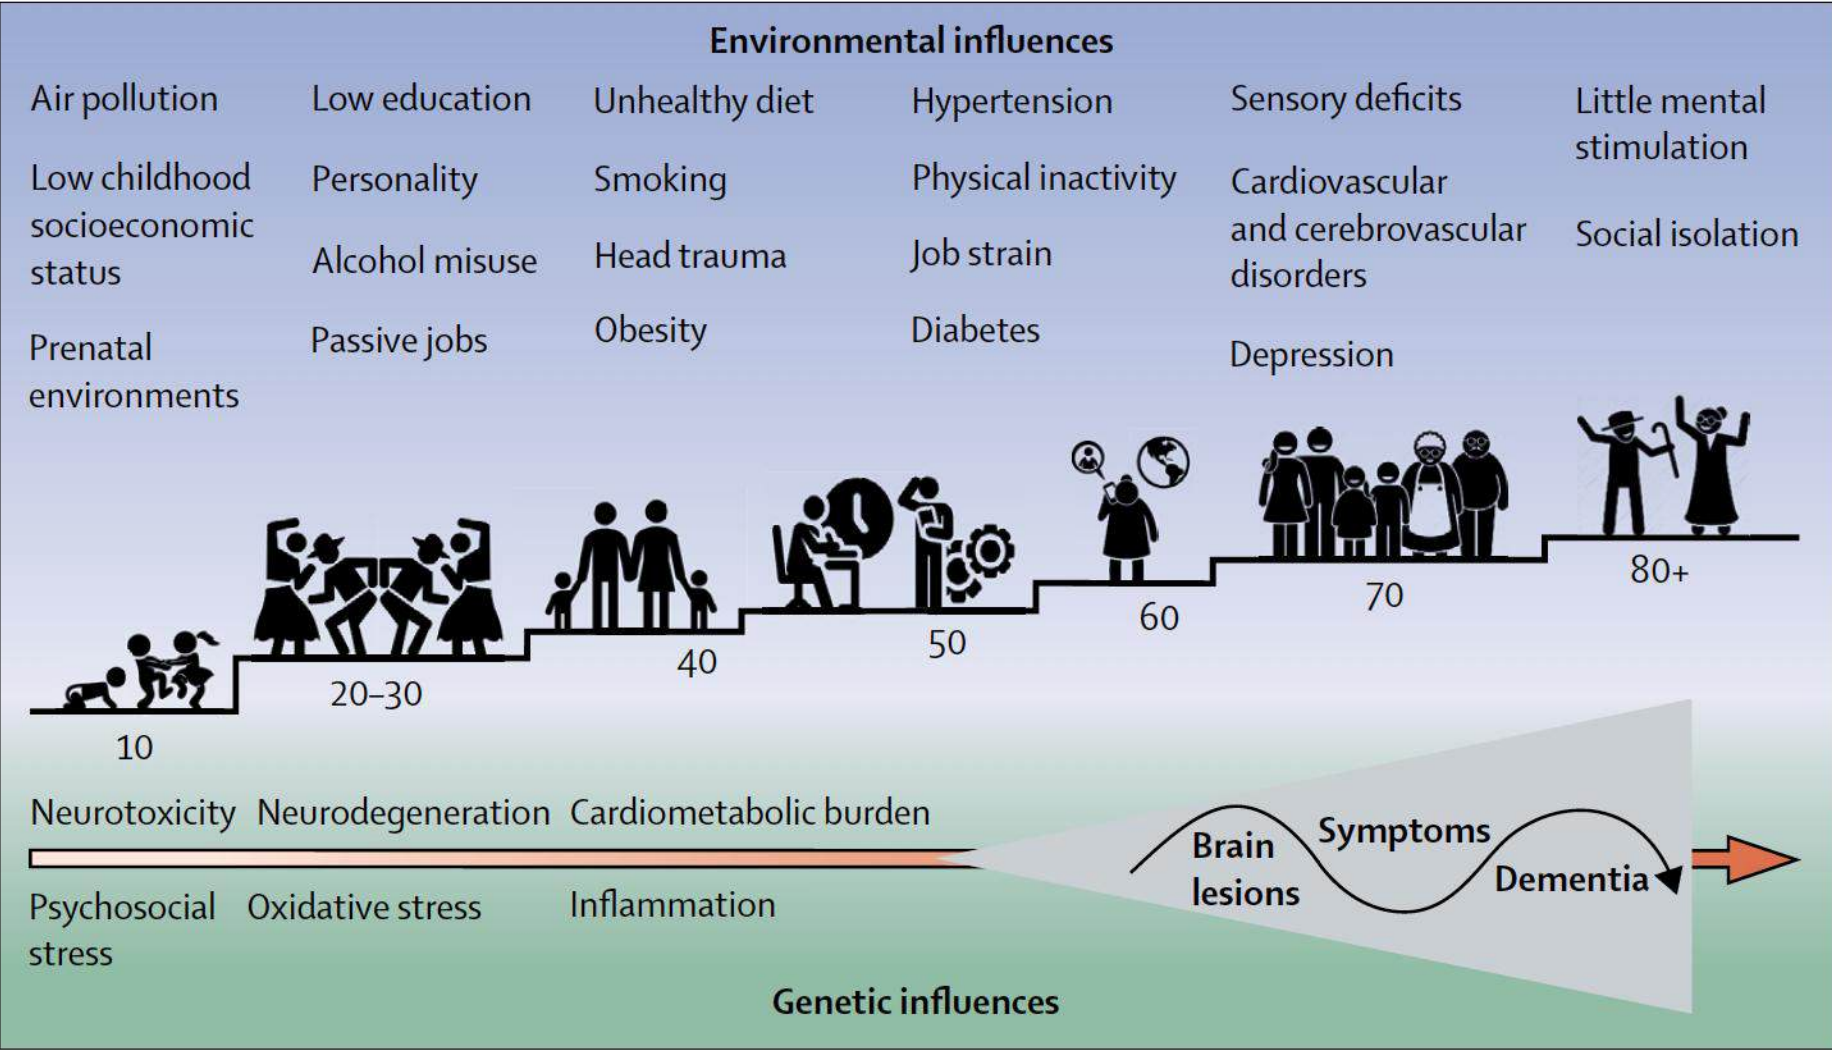 Environmental influences
Air pollution
Low childhood
socioeconomic
status
Prenatal
environments
Low education
Personality
Alcohol misuse
Passive jobs
Unhealthy diet
Smoking
Head trauma
Obesity
Hypertension
Physical inactivity
Job strain
Diabetes
Sensory deficits
Cardiovascular
and cerebrovascular
disorders
Depression
Little mental
stimulation
Social isolation
10
20–30
40
50
60
70
80+
Neurotoxicity
Neurodegeneration
Cardiometabolic burden
Psychosocial
stress
Oxidative stress
Inflammation
Brain
lesions
Symptoms
Dementia
Genetic influences